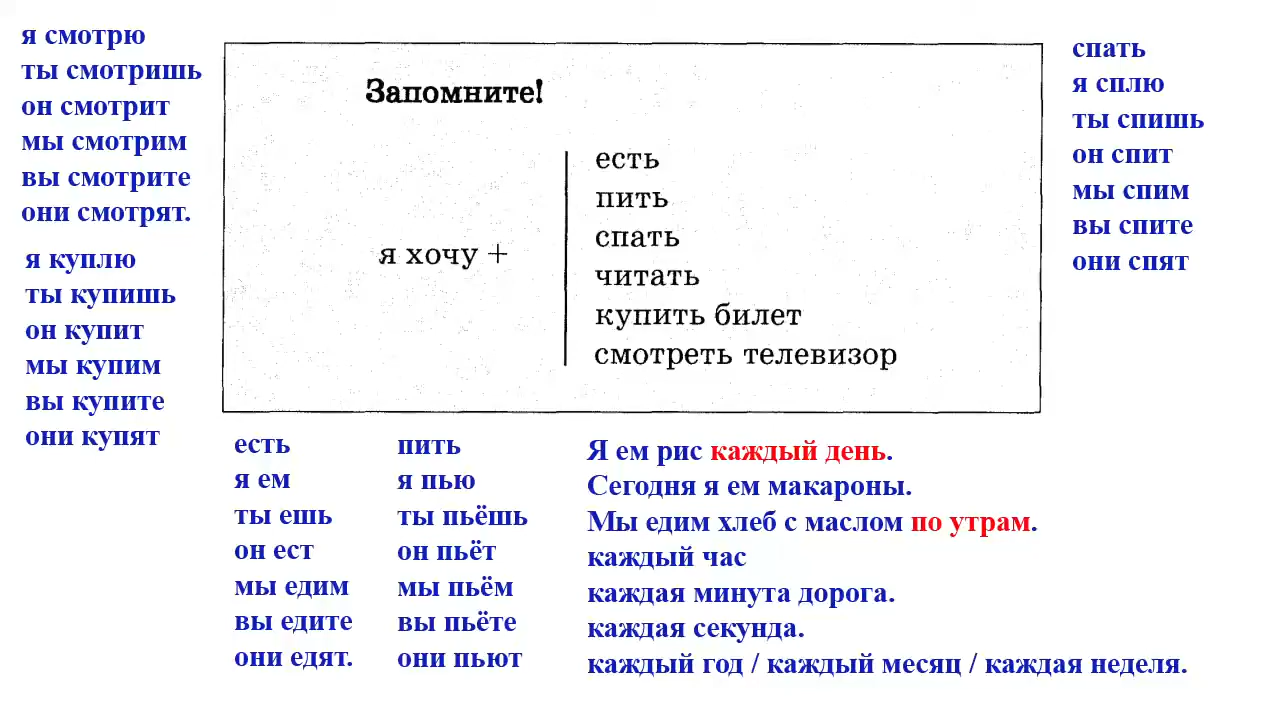 я смотрю
ты смотришь
он смотрит
мы смотрим
вы смотрите
они смотрят.
я куплю
ты купишь
он купит
мы купим
вы купите
они купят
Запомните!
я хочу +
есть
пить
спать
читать
купить билет
смотреть телевизор
спать
я сплю
ты спишь
он спит
мы спим
вы спите
они спят
есть
я ем
ты ешь
он ест
мы едим
вы едите
они едят.
пить
я пью
ты пьёшь
он пьёт
мы пьём
вы пьёте
они пьют
Я ем рис каждый день.
Сегодня я ем макароны.
Мы едим хлеб с маслом по утрам.
каждый час
каждая минута дорога.
каждая секунда.
каждый год / каждый месяц / каждая неделя.